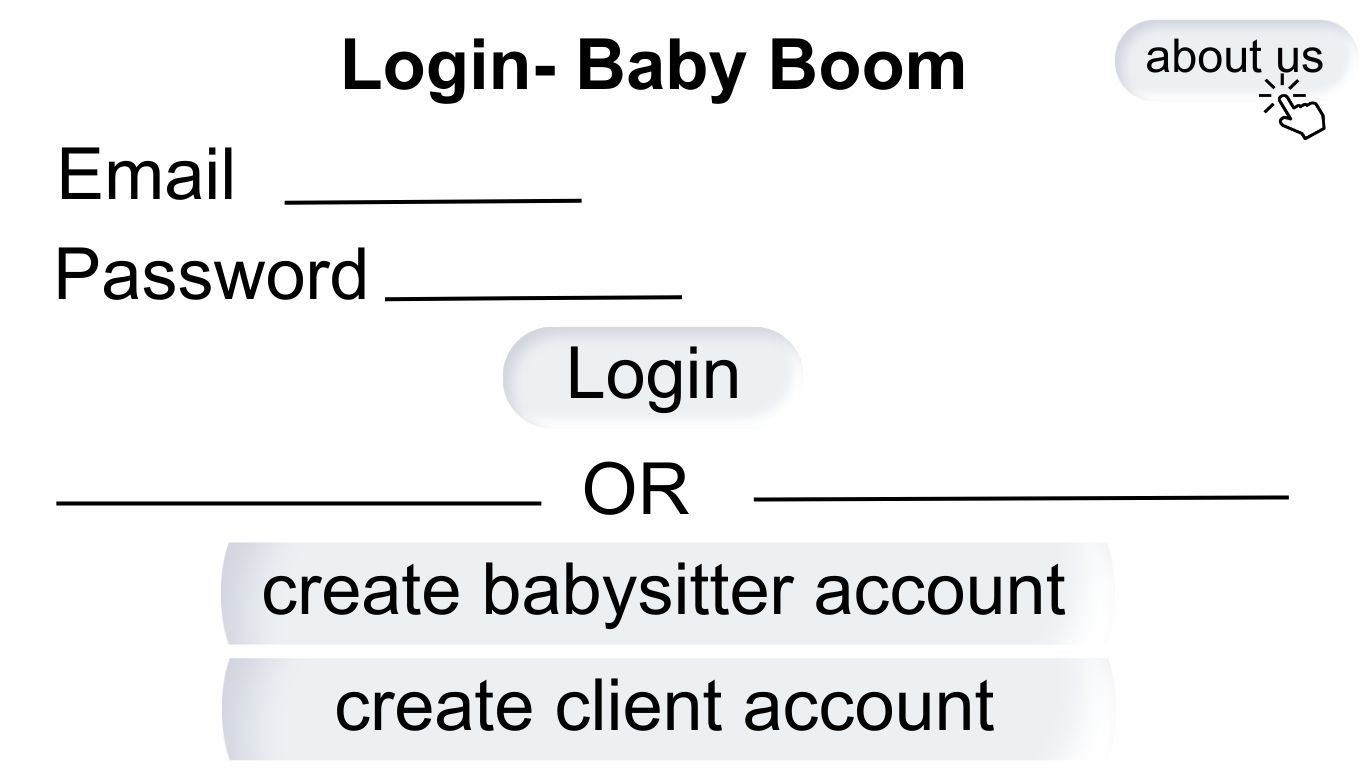 Login- Baby Boom
about us
Email
Password
Login
OR
create babysitter account
create client account